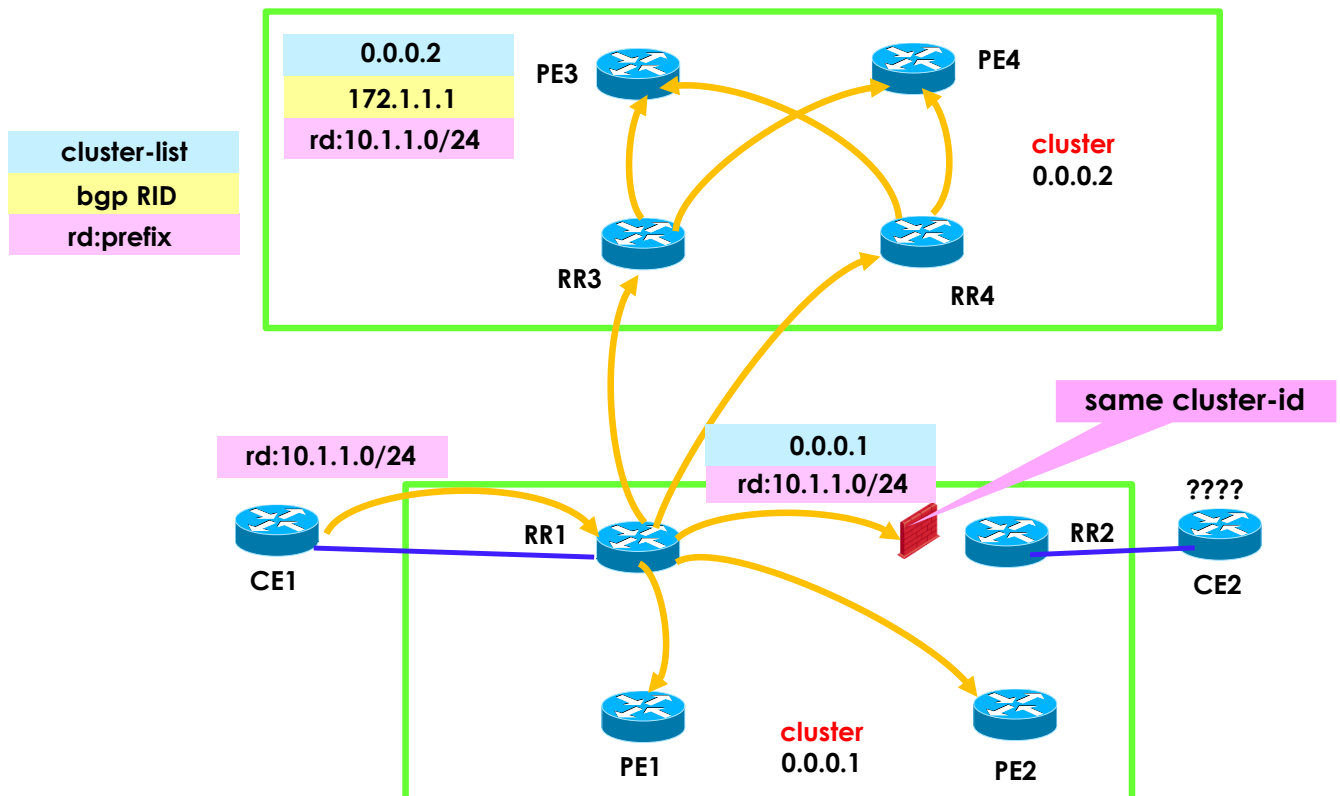 0.0.0.2
172.1.1.1
rd:10.1.1.0/24
PE3
PE4
cluster-list
bgp RID
rd:prefix
cluster
0.0.0.2
RR3
RR4
same cluster-id
rd:10.1.1.0/24
0.0.0.1
rd:10.1.1.0/24
????
RR1
RR2
CE1
CE2
PE1
cluster
0.0.0.1
PE2